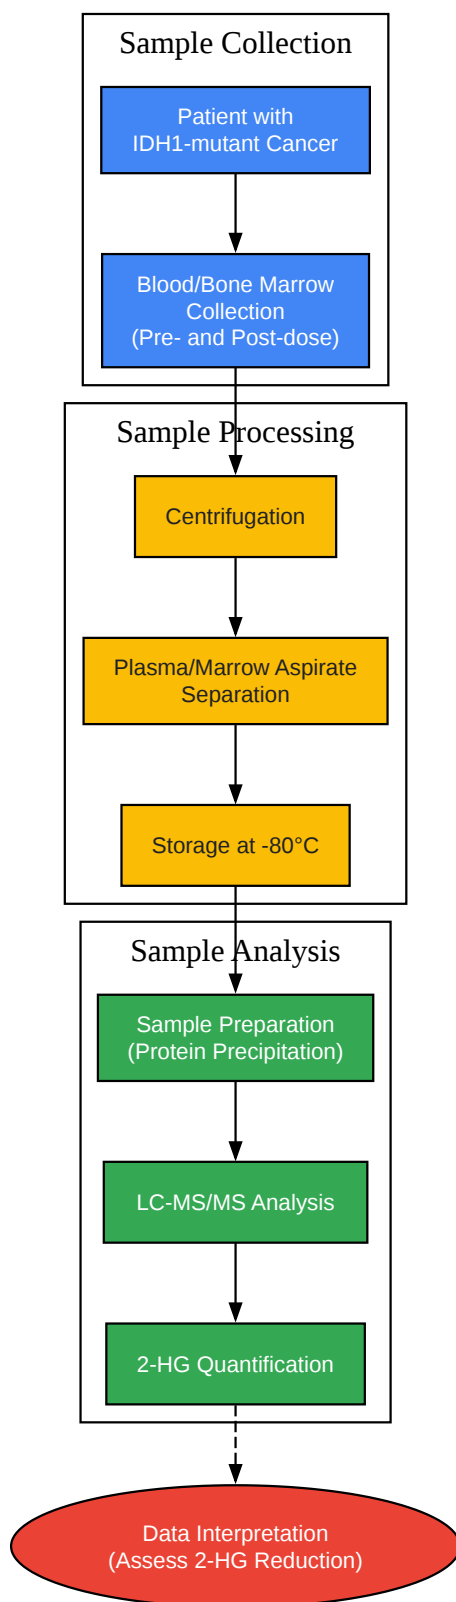 Sample Collection
Patient with
IDH1-mutant Cancer
Blood/Bone Marrow
Collection
(Pre- and Post-dose)
Sample Processing
Centrifugation
Plasma/Marrow Aspirate
Separation
Storage at -80°C
Sample Analysis
Sample Preparation
(Protein Precipitation)
LC-MS/MS Analysis
2-HG Quantification
Data Interpretation
(Assess 2-HG Reduction)